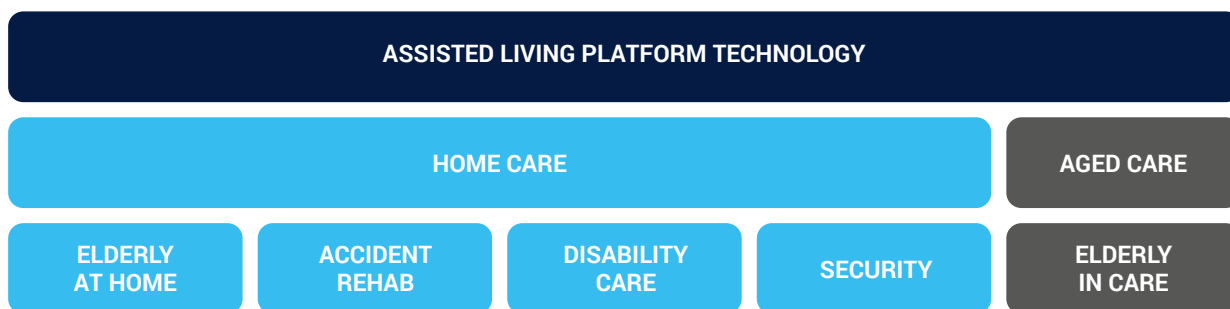 ASSISTED LIVING PLATFORM TECHNOLOGY
HOME CARE
AGED CARE
ELDERLY
AT HOME
ACCIDENT
REHAB
DISABILITY
CARE
SECURITY
ELDERLY
IN CARE